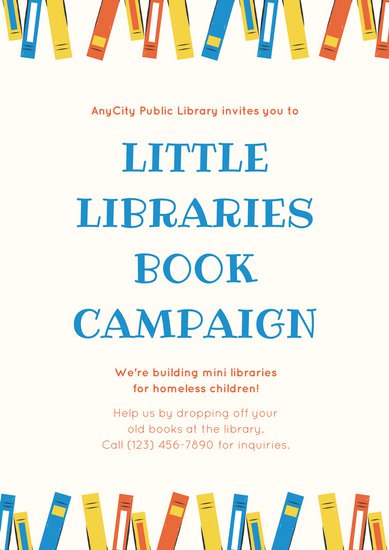 AnyCity Public Library invites you to
LITTLE
LIBRARIES
BOOK
CAMPAIGN
We're building mini libraries
for homeless children!
Help us by dropping off your
old books at the library.
Call (123) 456-7890 for inquiries.